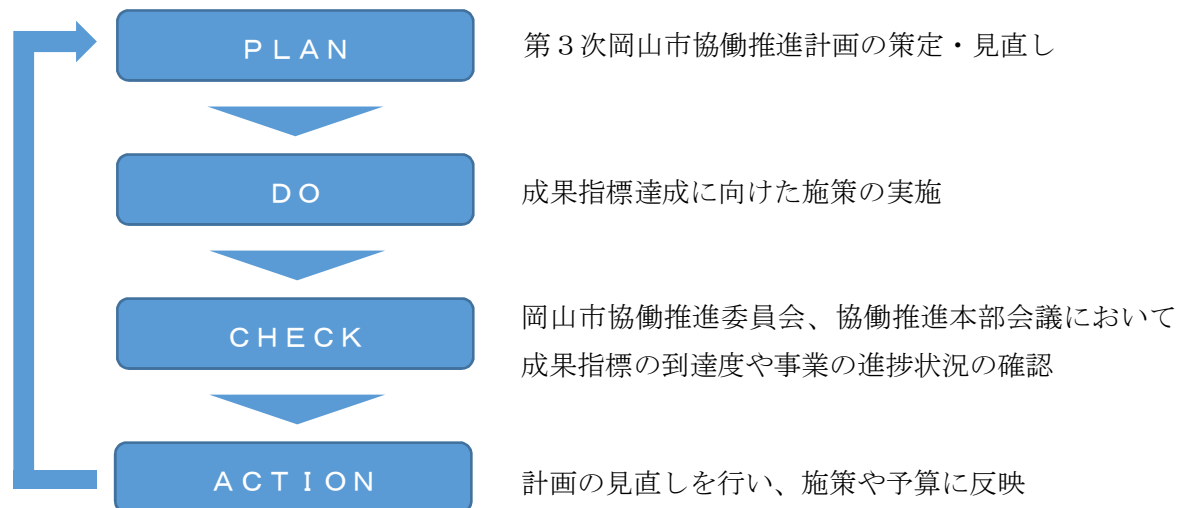 ＰＬＡＮ
第３次岡山市協働推進計画の策定・見直し
ＤＯ
成果指標達成に向けた施策の実施
ＣＨＥＣＫ
岡山市協働推進委員会、協働推進本部会議において
成果指標の到達度や事業の進捗状況の確認
ＡＣＴＩＯＮ
計画の見直しを行い、施策や予算に反映